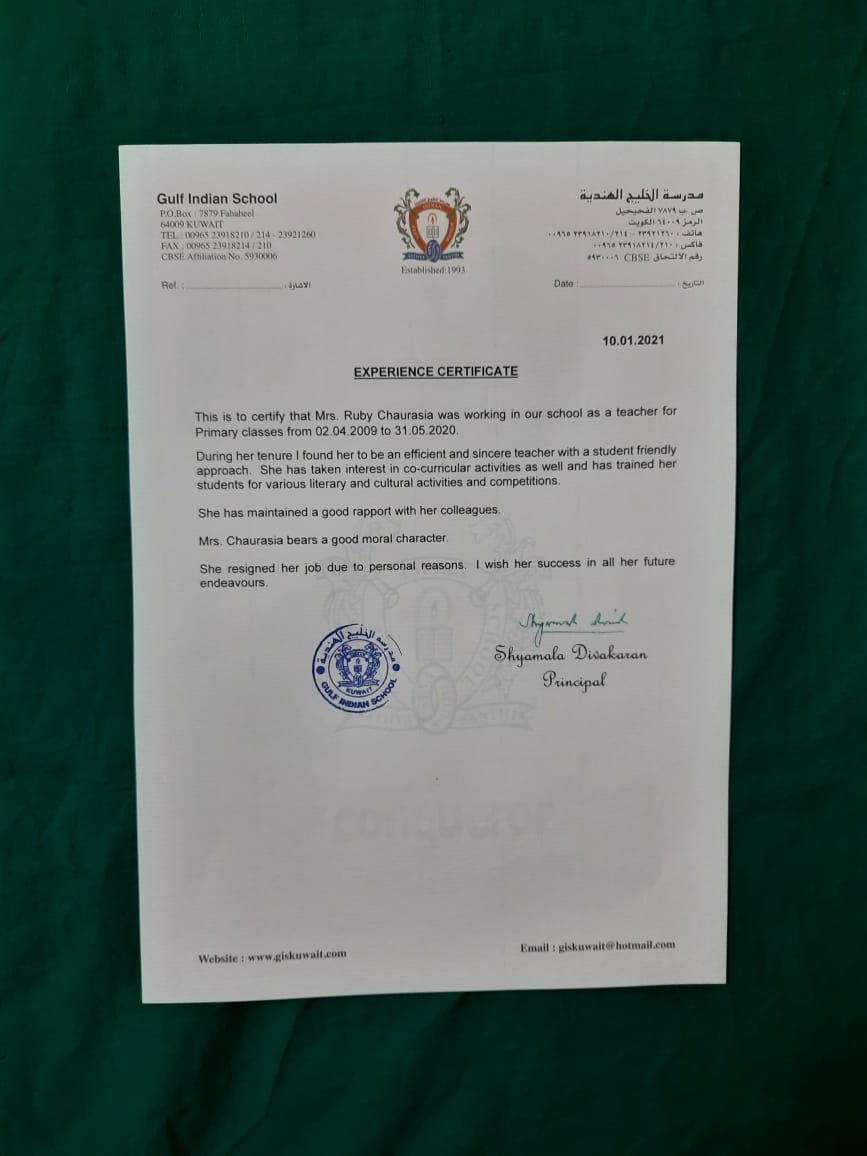 Gulf Indian School
P.O.Box : 7879 Fahaheel
64009 KUWAIT
TEL : 00965 23918210 / 214 - 23921260
FAX : 00965 23918214 / 210
CBSE Affiliation No. 5930006
Established:1993
مدرسة الخليج الهندية
ص. ب ٧٨٧٩ الفحيحيل
الرمز ٦٤٠٠٩ الكويت
هاتف : ٢٣٩٢١٢٦٠ – ٠٠٩٦٥ ٢٣٩١٨٢١٠/٢١٤
فاكس : ٠٠٩٦٥ ٢٣٩١٨٢١٤/٢١٠
رقم الالتحاق CBSE ٥٩٣٠٠٠٦
Ref. : الاشارة :
Date : التاريخ :
10.01.2021
EXPERIENCE CERTIFICATE
This is to certify that Mrs. Ruby Chaurasia was working in our school as a teacher for
Primary classes from 02.04.2009 to 31.05.2020.
During her tenure I found her to be an efficient and sincere teacher with a student friendly
approach. She has taken interest in co-curricular activities as well and has trained her
students for various literary and cultural activities and competitions.
She has maintained a good rapport with her colleagues.
Mrs. Chaurasia bears a good moral character.
She resigned her job due to personal reasons. I wish her success in all her future
endeavours.
مدرسة الخليج الهندية
KUWAIT
GULF INDIAN SCHOOL
Shyamala Divakaran
Principal
Website : www.giskuwait.com
Email : giskuwait@hotmail.com